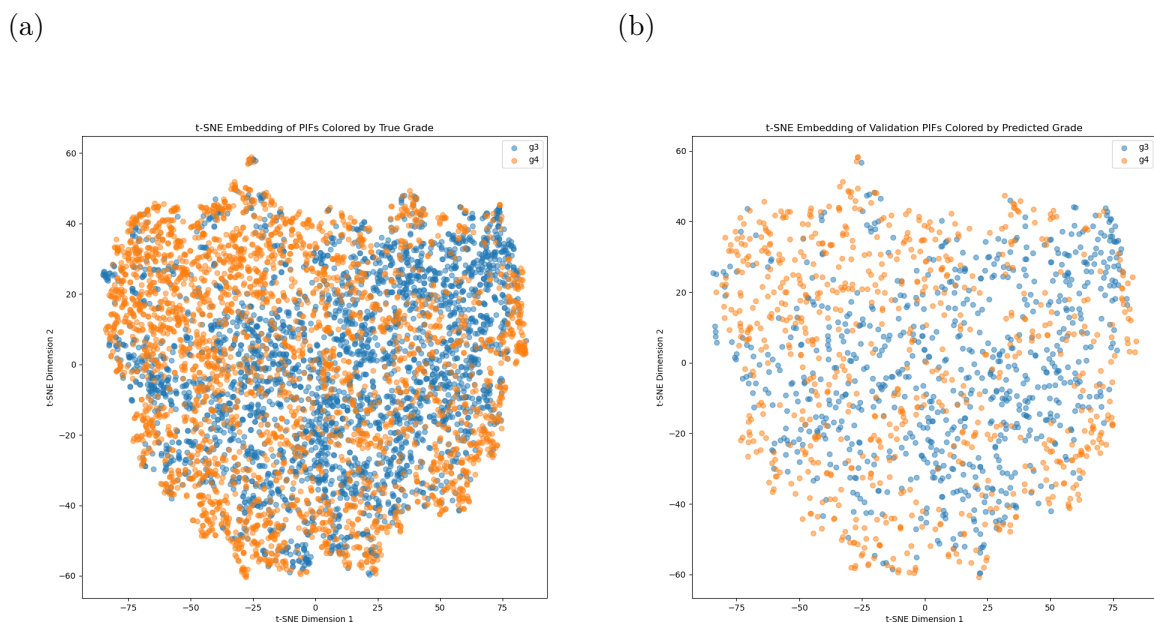 (a)
(b)
t-SNE Embedding of PIFs Colored by True Grade
g3
g4
60
40
20
0
−20
−40
−60
t-SNE Dimension 2
−75
−50
−25
0
25
50
75
t-SNE Dimension 1
t-SNE Embedding of Validation PIFs Colored by Predicted Grade
g3
g4
60
40
20
0
−20
−40
−60
t-SNE Dimension 2
−75
−50
−25
0
25
50
75
t-SNE Dimension 1